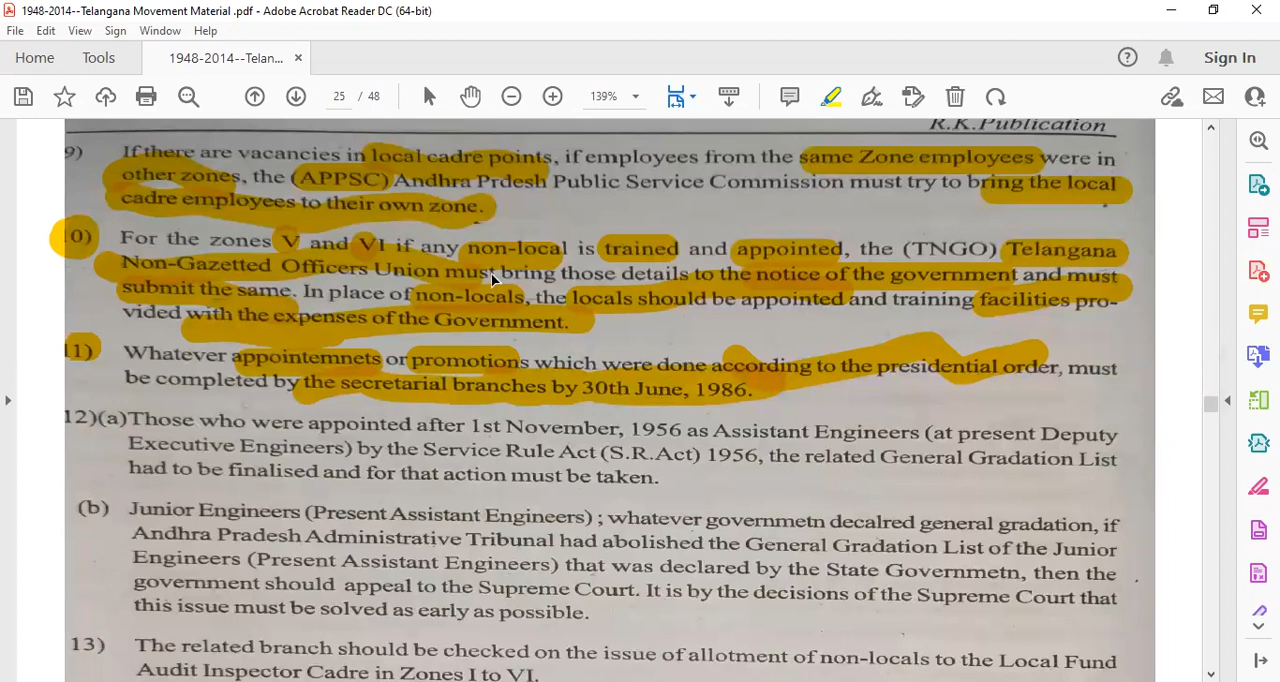 1948-2014--Telangana Movement Material .pdf - Adobe Acrobat Reader DC (64-bit)
File Edit View Sign Window Help
Home Tools 1948-2014--Telan... × Sign In
25 / 48 139%
R.K.Publication
9) If there are vacancies in local cadre points, if employees from the same Zone employees were in
other zones, the (APPSC) Andhra Prdesh Public Service Commission must try to bring the local
cadre employees to their own zone.
10) For the zones V and VI if any non-local is trained and appointed, the (TNGO) Telangana
Non-Gazetted Officers Union must bring those details to the notice of the government and must
submit the same. In place of non-locals, the locals should be appointed and training facilities pro-
vided with the expenses of the Government.
11) Whatever appointemnets or promotions which were done according to the presidential order, must
be completed by the secretarial branches by 30th June, 1986.
12)(a)Those who were appointed after 1st November, 1956 as Assistant Engineers (at present Deputy
Executive Engineers) by the Service Rule Act (S.R.Act) 1956, the related General Gradation List
had to be finalised and for that action must be taken.
(b) Junior Engineers (Present Assistant Engineers) ; whatever governmetn decalred general gradation, if
Andhra Pradesh Administrative Tribunal had abolished the General Gradation List of the Junior
Engineers (Present Assistant Engineers) that was declared by the State Governmetn, then the
government should appeal to the Supreme Court. It is by the decisions of the Supreme Court that
this issue must be solved as early as possible.
13) The related branch should be checked on the issue of allotment of non-locals to the Local Fund
Audit Inspector Cadre in Zones I to VI.